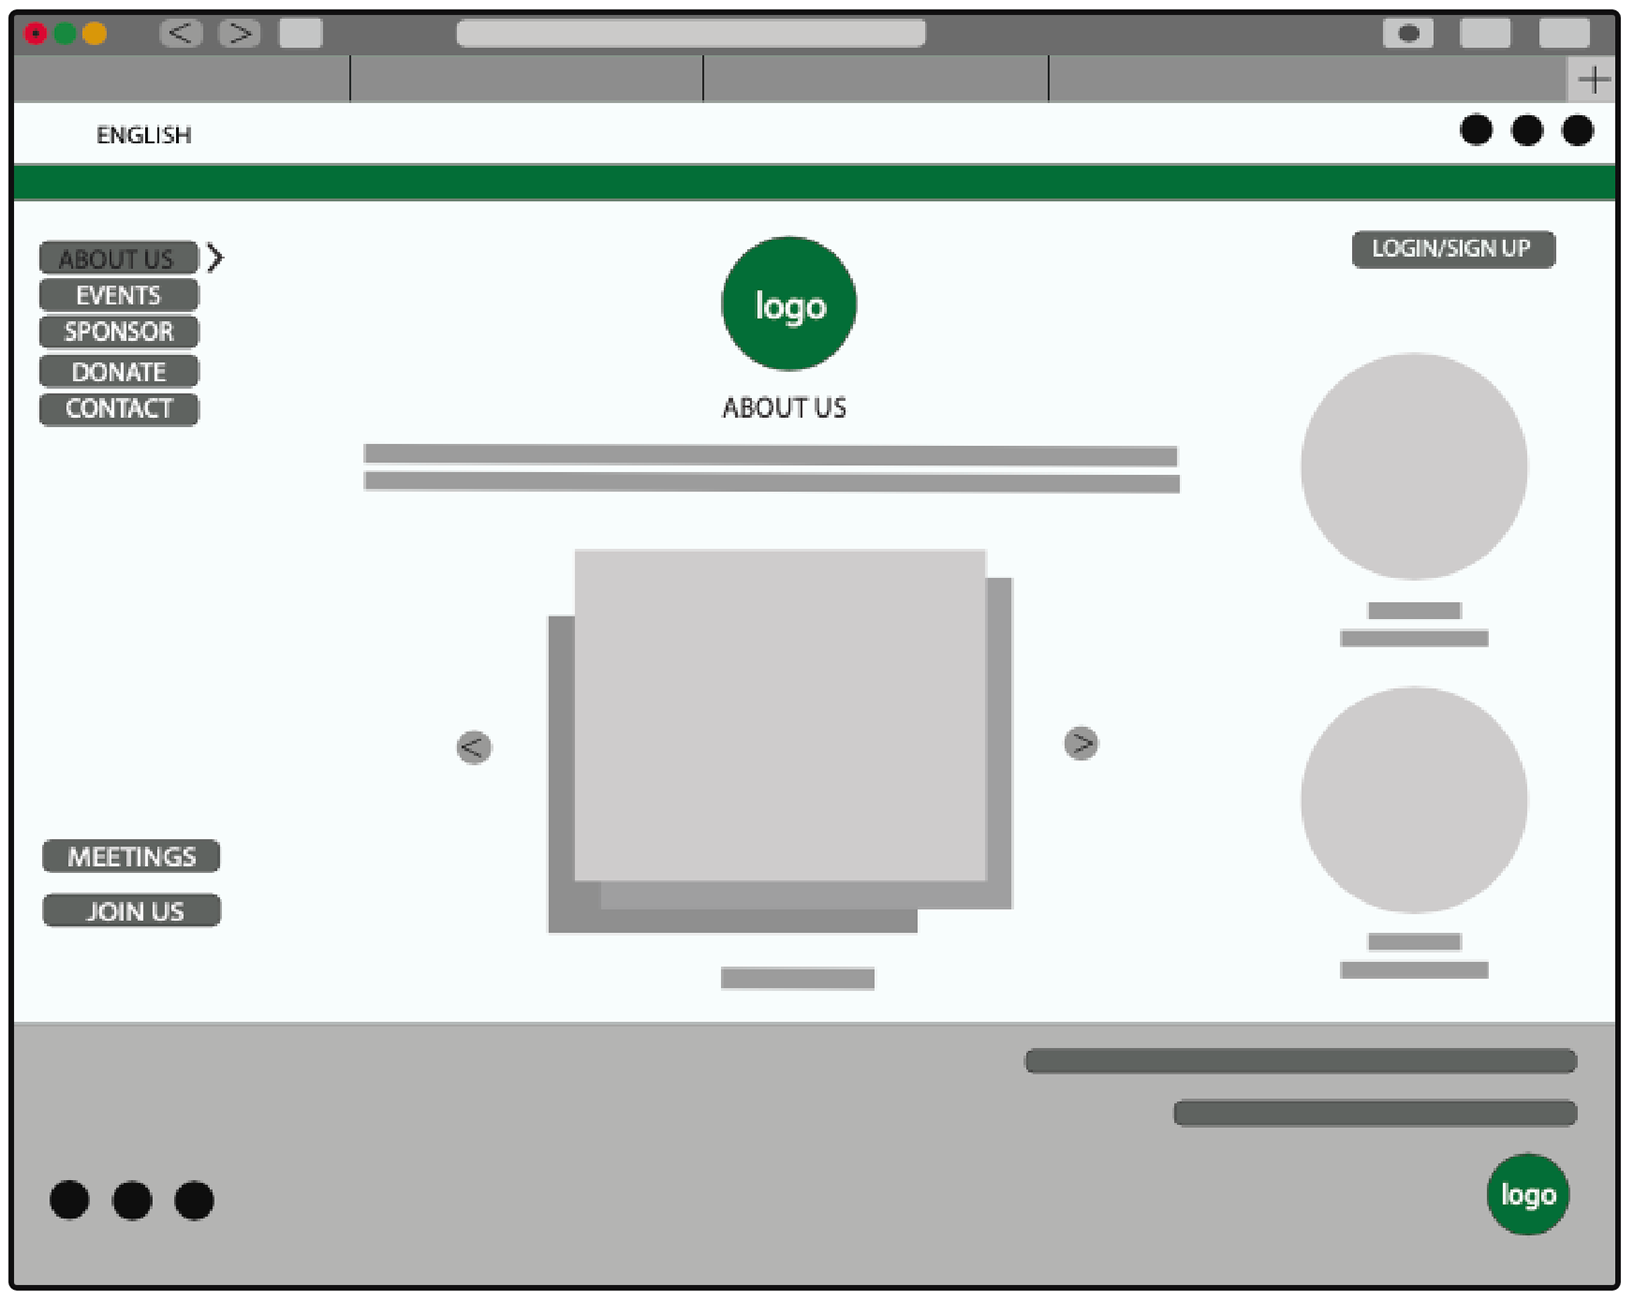 ENGLISH
ABOUT US
EVENTS
SPONSOR
DONATE
CONTACT
logo
ABOUT US
LOGIN/SIGN UP
MEETINGS
JOIN US
logo